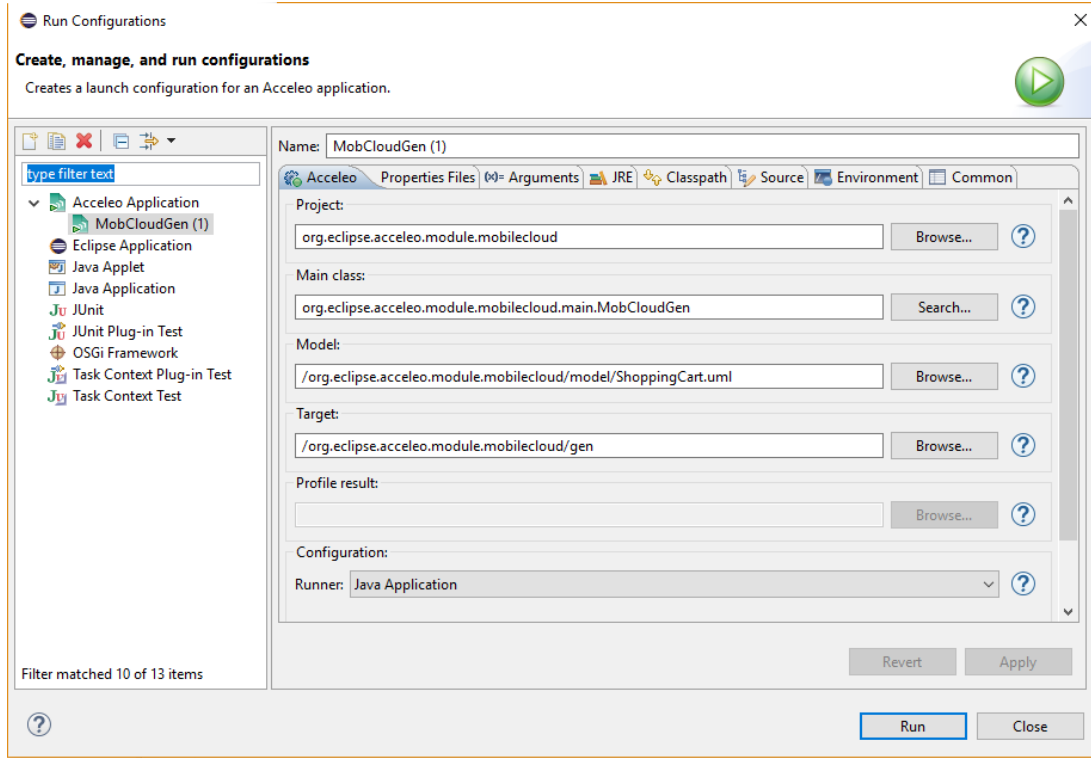 Run Configurations
Create, manage, and run configurations
Creates a launch configuration for an Acceleo application.
type filter text
Acceleo Application
MobCloudGen (1)
Eclipse Application
Java Applet
Java Application
JUnit
JUnit Plug-in Test
OSGi Framework
Task Context Plug-in Test
Task Context Test
Filter matched 10 of 13 items
Name: MobCloudGen (1)
Acceleo Properties Files (x)= Arguments JRE Classpath Source Environment Common
Project:
org.eclipse.acceleo.module.mobilecloud Browse...
Main class:
org.eclipse.acceleo.module.mobilecloud.main.MobCloudGen Search...
Model:
/org.eclipse.acceleo.module.mobilecloud/model/ShoppingCart.uml Browse...
Target:
/org.eclipse.acceleo.module.mobilecloud/gen Browse...
Profile result:
Browse...
Configuration:
Runner: Java Application
Revert Apply
Run Close